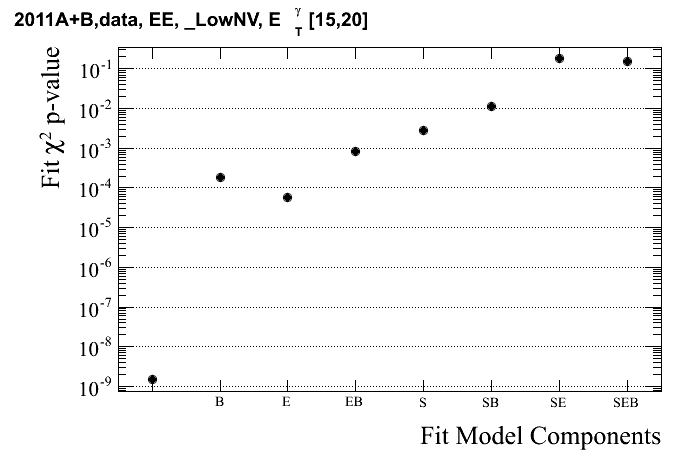 2011A+B,data, EE, _LowNV, E γ T [15,20]
Fit χ2 p-value
10-1
10-2
10-3
10-4
10-5
10-6
10-7
10-8
10-9
B E EB S SB SE SEB
Fit Model Components